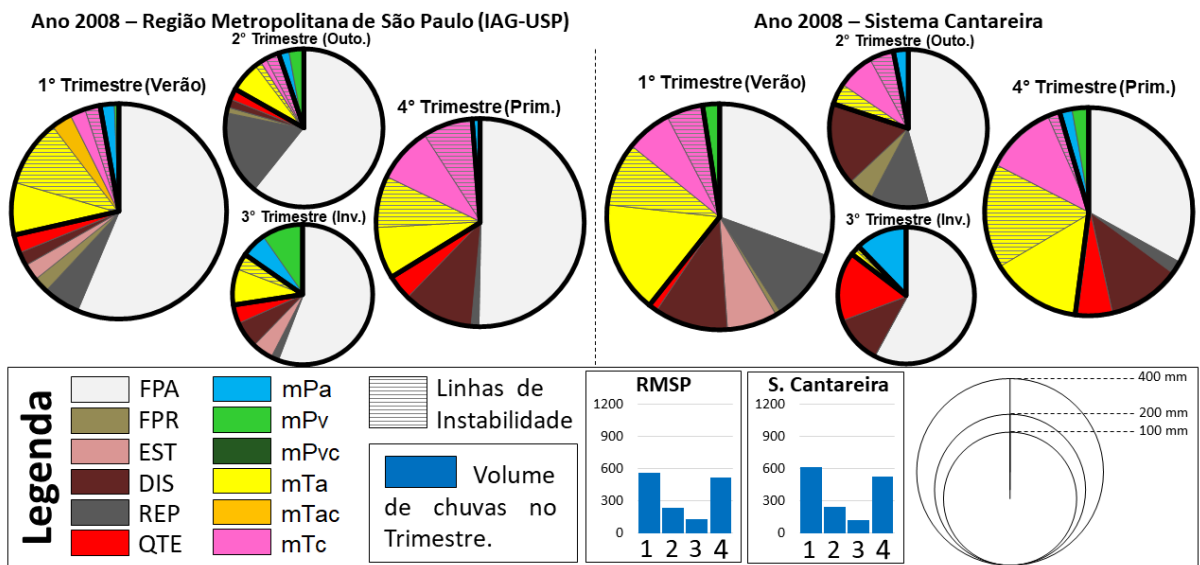 Ano 2008 – Região Metropolitana de São Paulo (IAG-USP)
2° Trimestre (Outo.)
1° Trimestre (Verão)
4° Trimestre (Prim.)
3° Trimestre (Inv.)
Ano 2008 – Sistema Cantareira
2° Trimestre (Outo.)
1° Trimestre (Verão)
4° Trimestre (Prim.)
3° Trimestre (Inv.)
Legenda
FPA
FPR
EST
DIS
REP
QTE
mPa
mPv
mPvc
mTa
mTac
mTc
Linhas de
Instabilidade
Volume
de chuvas no
Trimestre.
RMSP
1200
900
600
300
0
1 2 3 4
S. Cantareira
1200
900
600
300
0
1 2 3 4
400 mm
200 mm
100 mm